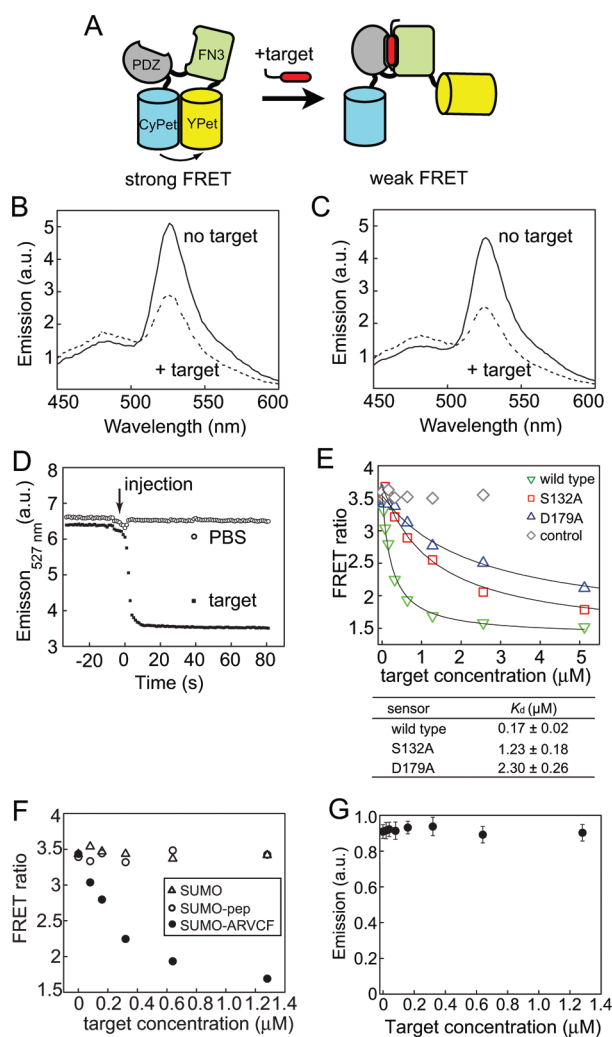 A
PDZ
FN3
CyPet
YPet
+target
strong FRET
weak FRET
B
Emission (a.u.)
5
4
3
2
1
no target
+ target
450
500
550
600
Wavelength (nm)
C
Emission (a.u.)
5
4
3
2
1
no target
+ target
450
500
550
600
Wavelength (nm)
D
Emisson527 nm(a.u.)
8
7
6
5
4
3
injection
PBS
target
-20
0
20
40
60
80
Time (s)
E
FRET ratio
4.0
3.5
3.0
2.5
2.0
1.5
wild type
S132A
D179A
control
0
1
2
3
4
5
target concentration (μM)
sensor Kd (μM)
wild type 0.17 ± 0.02
S132A 1.23 ± 0.18
D179A 2.30 ± 0.26
F
FRET ratio
4
3.5
3
2.5
2
1.5
SUMO
SUMO-pep
SUMO-ARVCF
0 0.2 0.6 1.0 1.4
target concentration (μM)
G
Emission (a.u.)
1.0
0.8
0.6
0.4
0.2
0
0 0.2 0.4 0.6 0.8 1.0 1.2 1.4
Target concentration (μM)